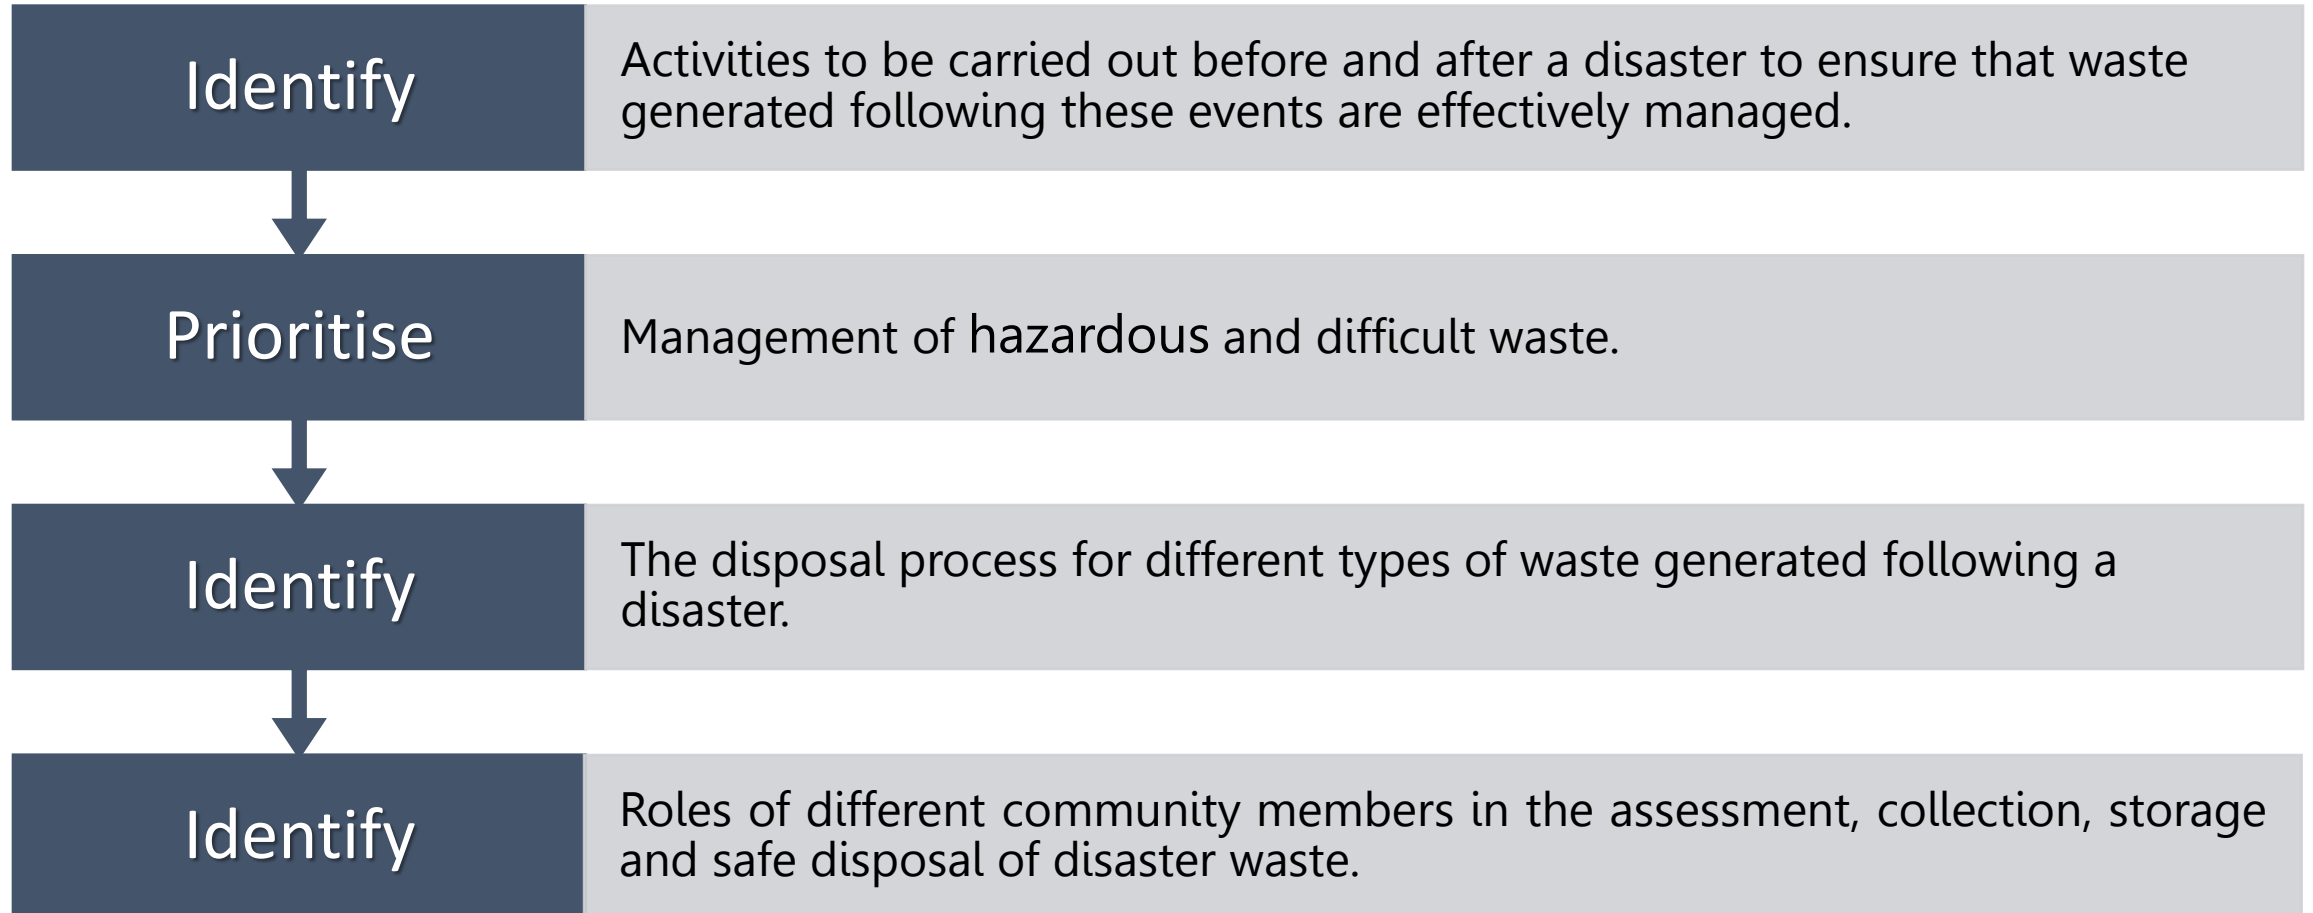 Identify
Activities to be carried out before and after a disaster to ensure that waste
generated following these events are effectively managed.
Prioritise
Management of hazardous and difficult waste.
Identify
The disposal process for different types of waste generated following a
disaster.
Identify
Roles of different community members in the assessment, collection, storage
and safe disposal of disaster waste.